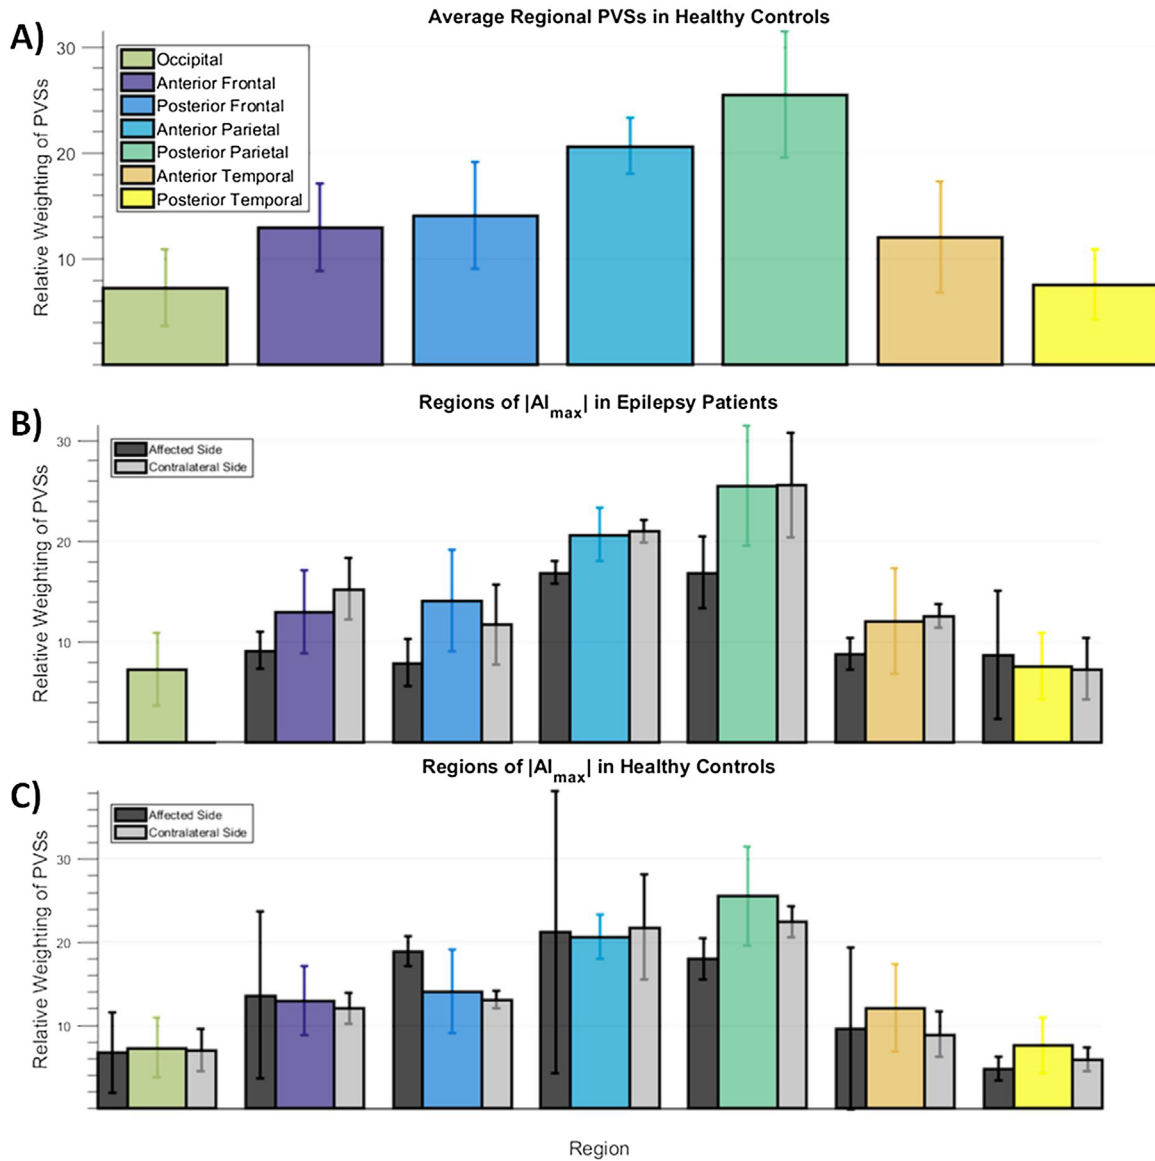 A)
Average Regional PVSs in Healthy Controls
Relative Weighting of PVSs
30
20
10
Occipital
Anterior Frontal
Posterior Frontal
Anterior Parietal
Posterior Parietal
Anterior Temporal
Posterior Temporal
B)
Regions of |AImax| in Epilepsy Patients
Relative Weighting of PVSs
30
20
10
Affected Side
Contralateral Side
C)
Regions of |AImax| in Healthy Controls
Relative Weighting of PVSs
30
20
10
Affected Side
Contralateral Side
Region